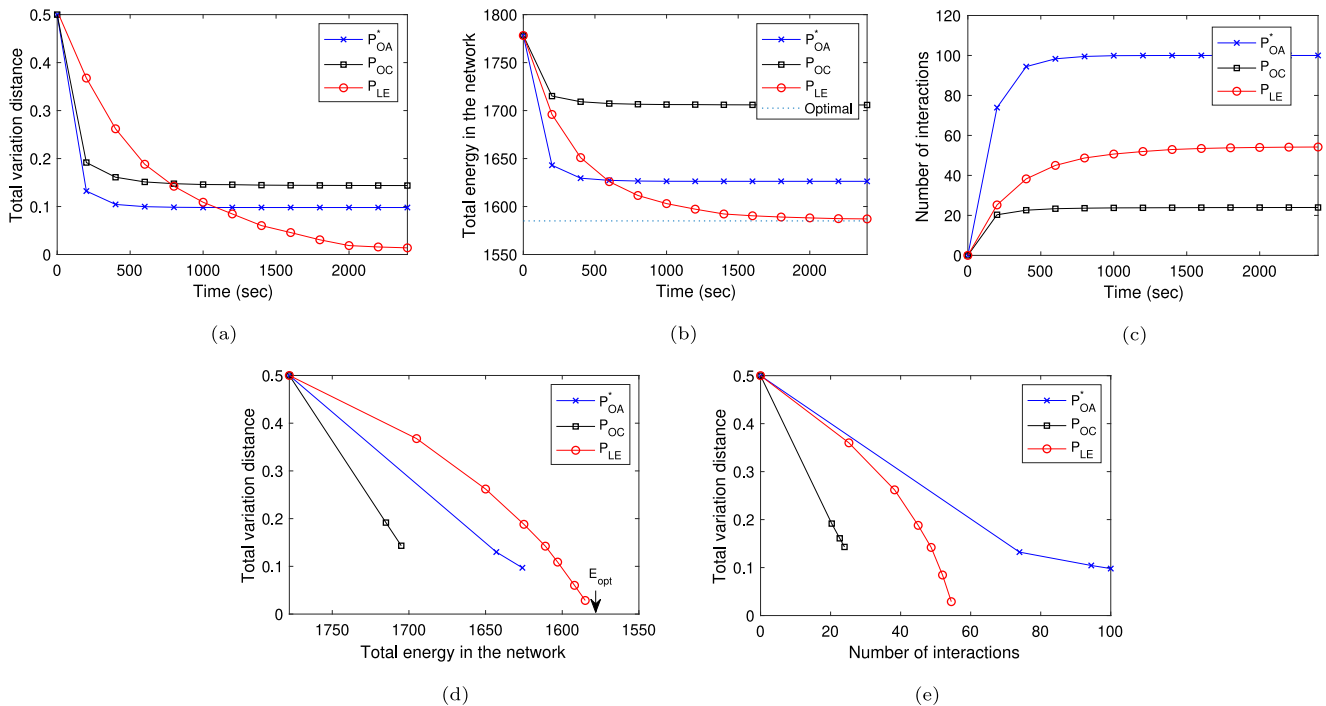 0.5
0.4
0.3
0.2
0.1
0
Total variation distance
0 500 1000 1500 2000
Time (sec)
P*OA
POC
PLE
(a)
1800
1750
1700
1650
1600
1550
Total energy in the network
0 500 1000 1500 2000
Time (sec)
P*OA
POC
PLE
Optimal
(b)
120
100
80
60
40
20
0
Number of interactions
0 500 1000 1500 2000
Time (sec)
P*OA
POC
PLE
(c)
0.5
0.4
0.3
0.2
0.1
0
Total variation distance
1750 1700 1650 1600 1550
Total energy in the network
P*OA
POC
PLE
Eopt
(d)
0.5
0.4
0.3
0.2
0.1
0
Total variation distance
0 20 40 60 80 100
Number of interactions
P*OA
POC
PLE
(e)